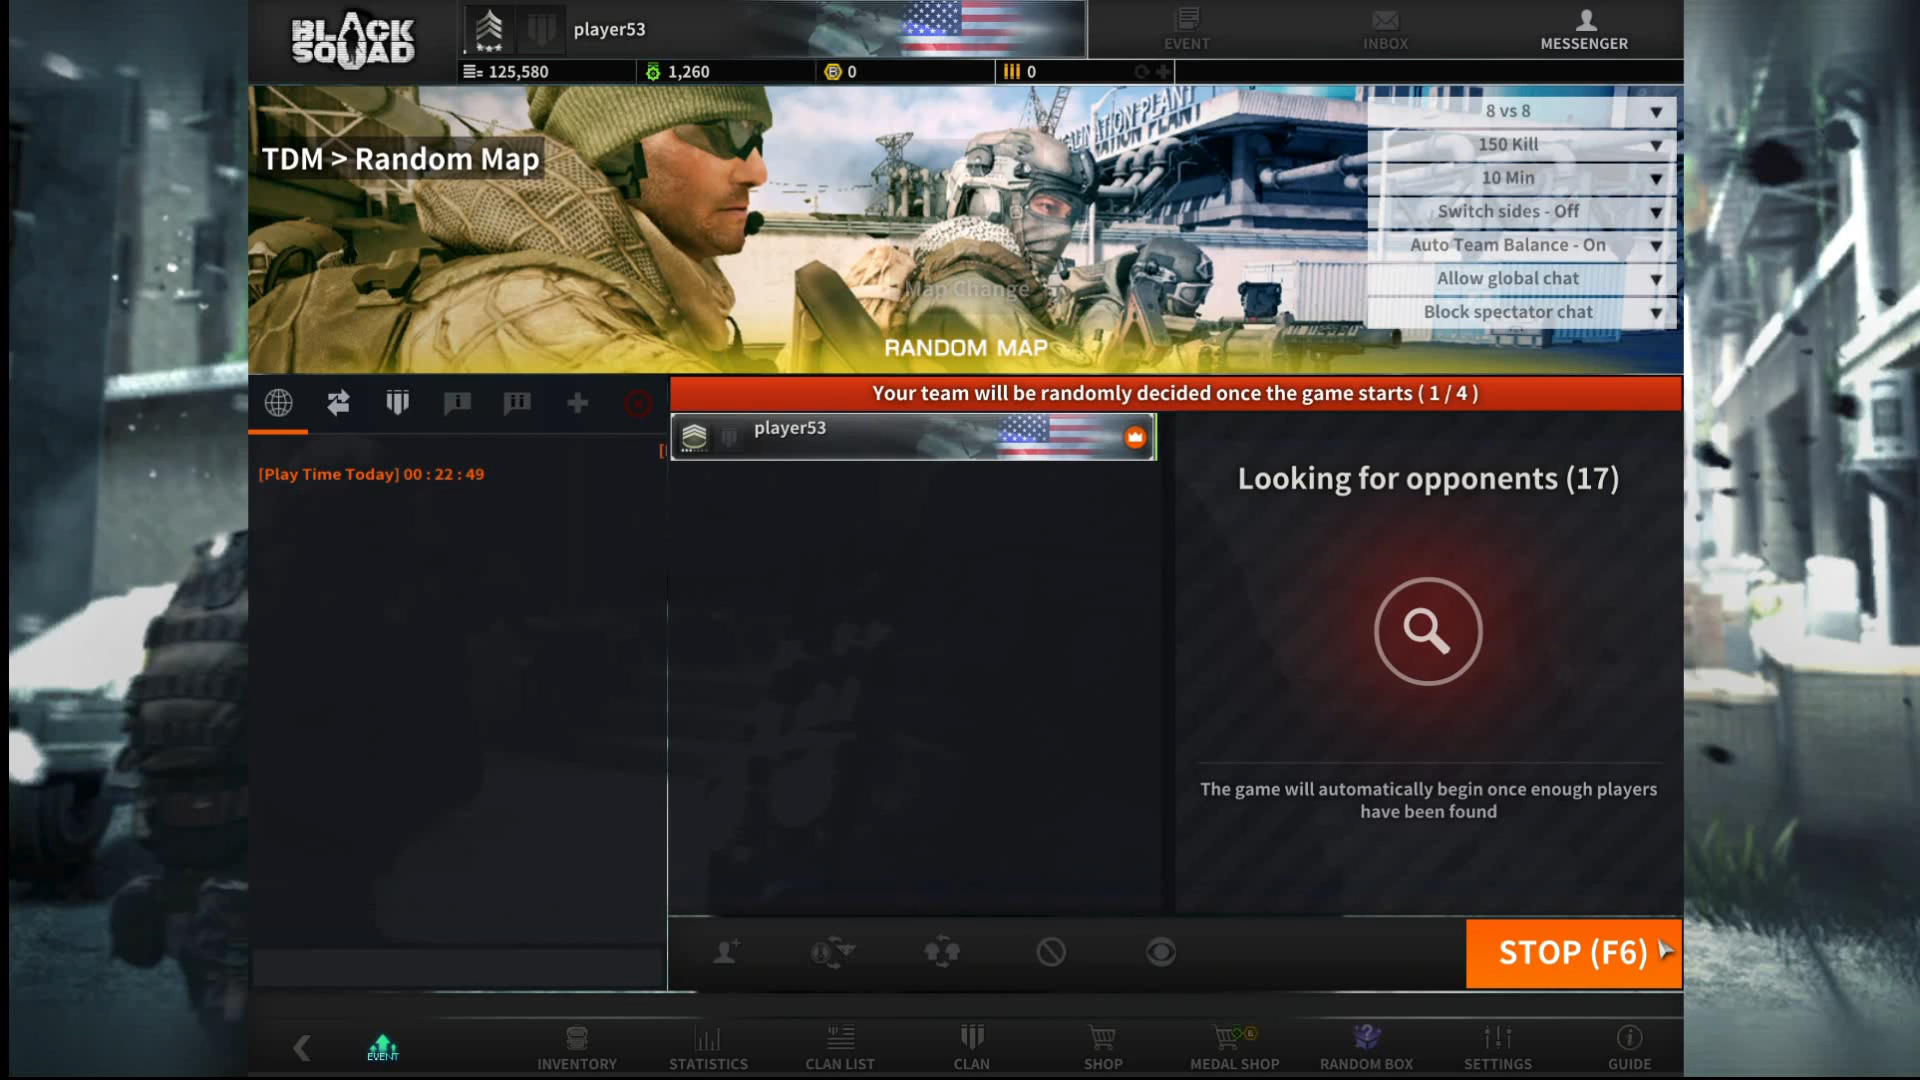 BLACK
SQUAD
player53
EVENT
INBOX
MESSENGER
125,580
1,260
B 0
0
TDM > Random Map
8 vs 8
150 Kill
10 Min
Switch sides - Off
Auto Team Balance - On
Allow global chat
Block spectator chat
NATION PLANT
Map Change
RANDOM MAP
Your team will be randomly decided once the game starts ( 1 / 4 )
player53
[Play Time Today] 00 : 22 : 49
Looking for opponents (17)
The game will automatically begin once enough players
have been found
STOP (F6)
EVENT
INVENTORY
STATISTICS
CLAN LIST
CLAN
SHOP
MEDAL SHOP
RANDOM BOX
SETTINGS
GUIDE